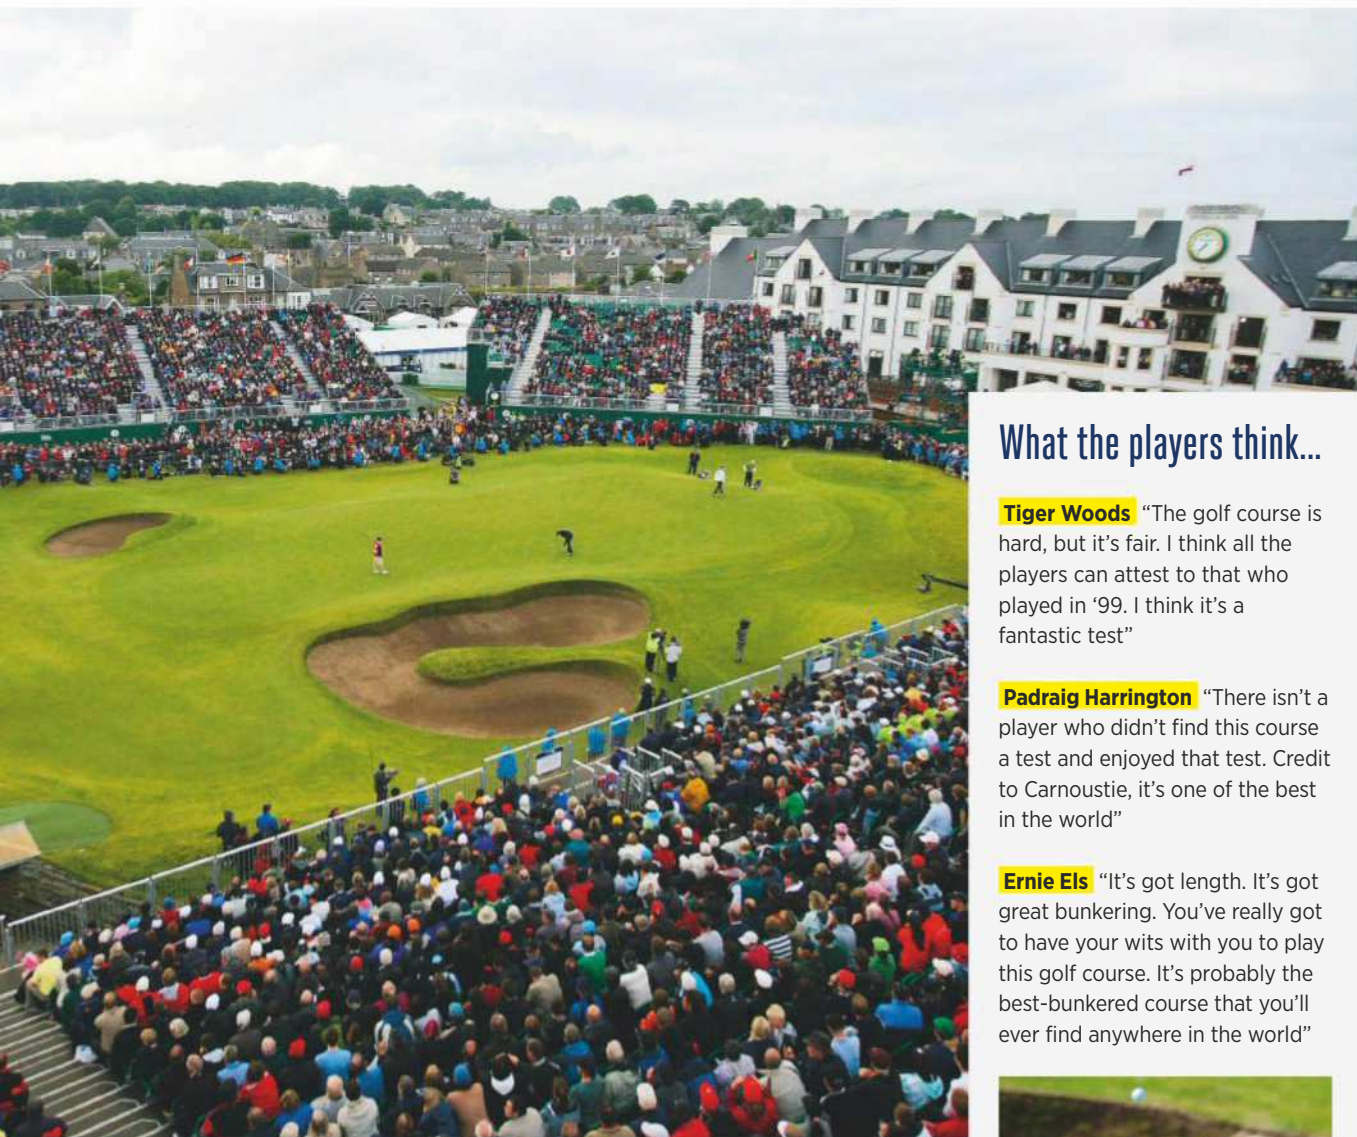 What the players think...
Tiger Woods “The golf course is
hard, but it’s fair. I think all the
players can attest to that who
played in ‘99. I think it’s a
fantastic test”
Padraig Harrington “There isn’t a
player who didn’t find this course
a test and enjoyed that test. Credit
to Carnoustie, it’s one of the best
in the world”
Ernie Els “It’s got length. It’s got
great bunkering. You’ve really got
to have your wits with you to play
this golf course. It’s probably the
best-bunkered course that you’ll
ever find anywhere in the world”